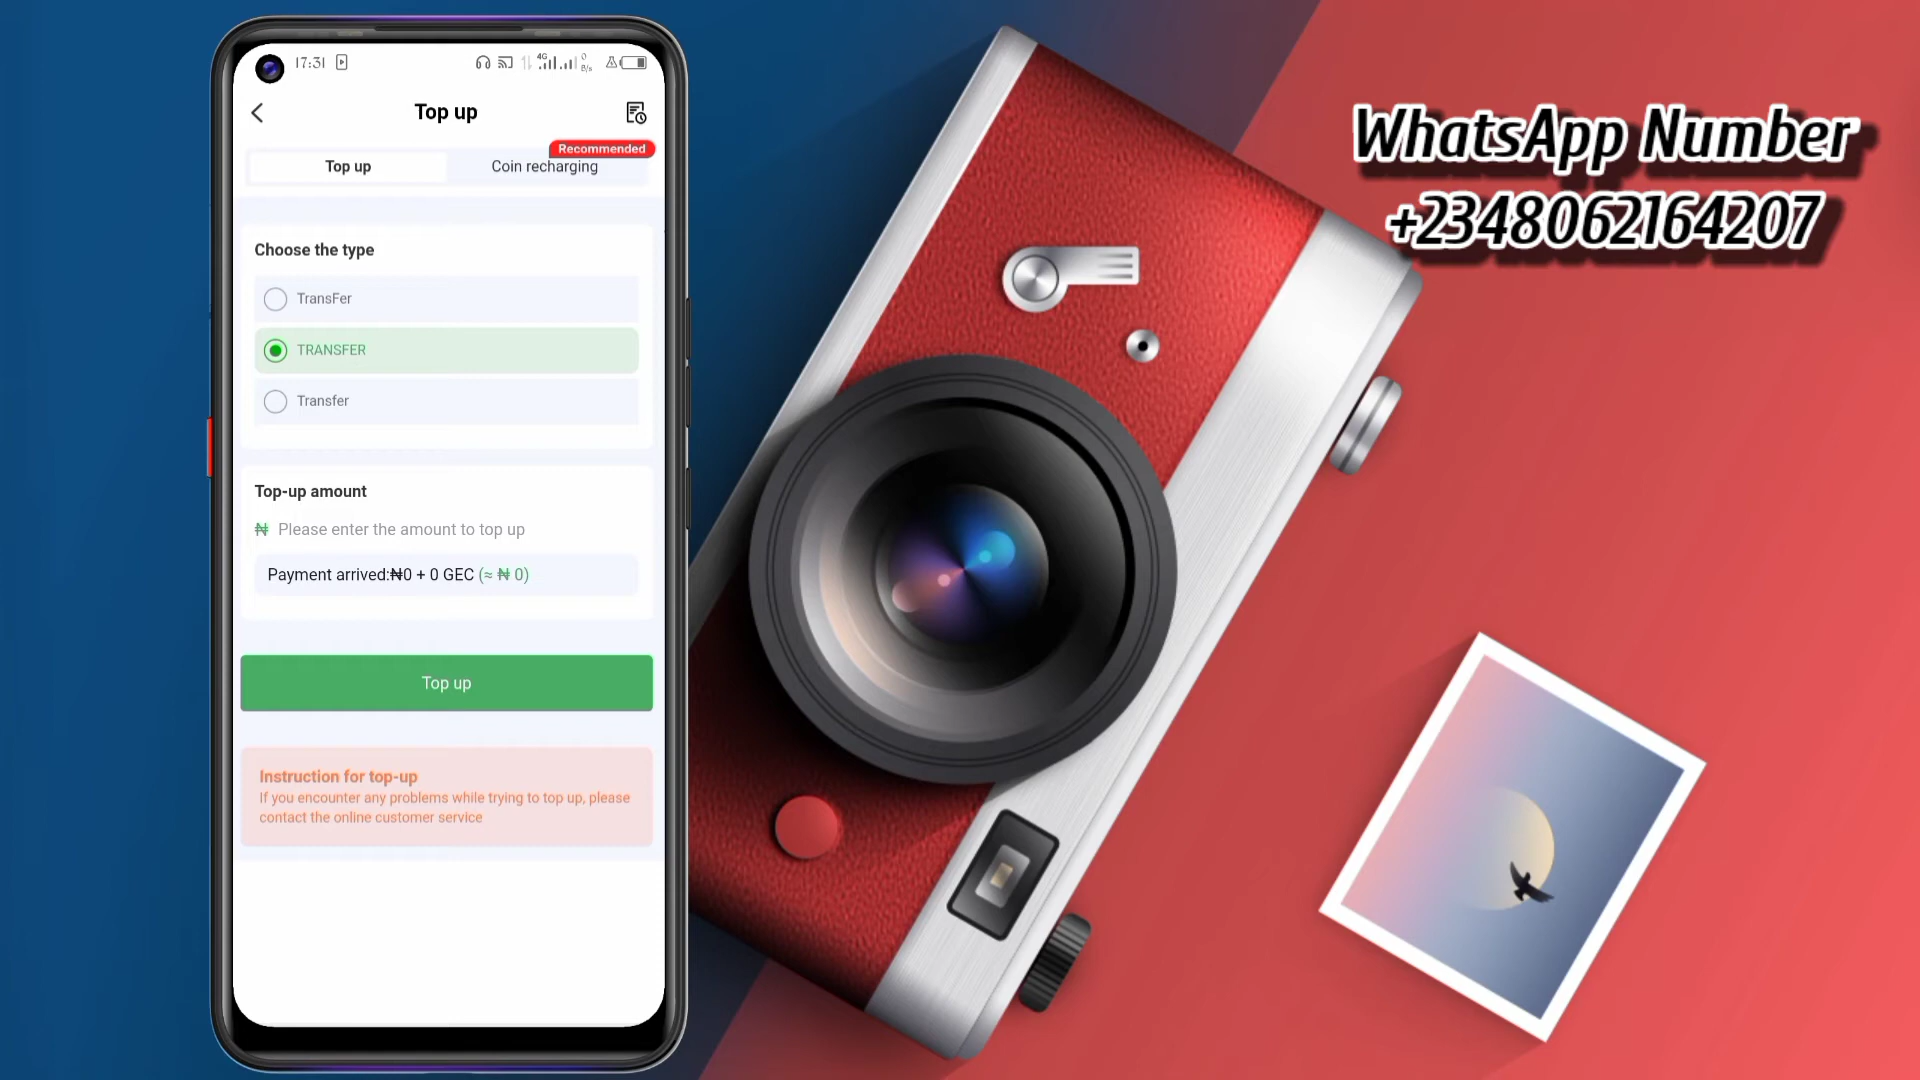 17:31
4G
0
B/s
Top up
Recommended
Top up
Coin recharging
Choose the type
TransFer
TRANSFER
Transfer
Top-up amount
₦ Please enter the amount to top up
Payment arrived:₦0 + 0 GEC (≈ ₦ 0)
Top up
Instruction for top-up
If you encounter any problems while trying to top up, please
contact the online customer service
WhatsApp Number
+2348062164207